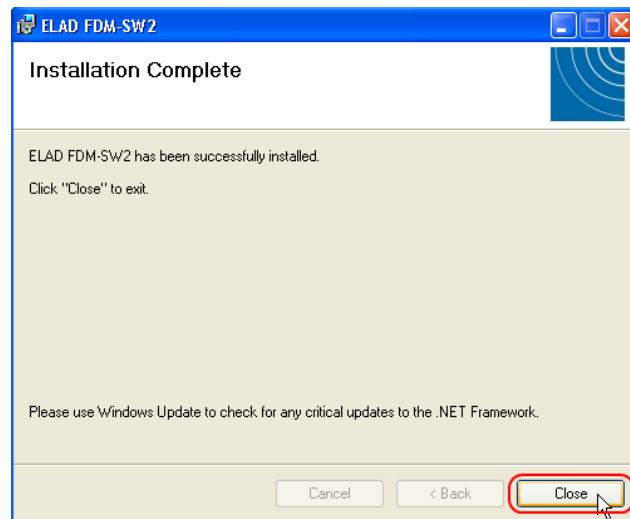 ELAD FDM-SW2
Installation Complete
ELAD FDM-SW2 has been successfully installed.
Click "Close" to exit.
Please use Windows Update to check for any critical updates to the .NET Framework.
Cancel
< Back
Close